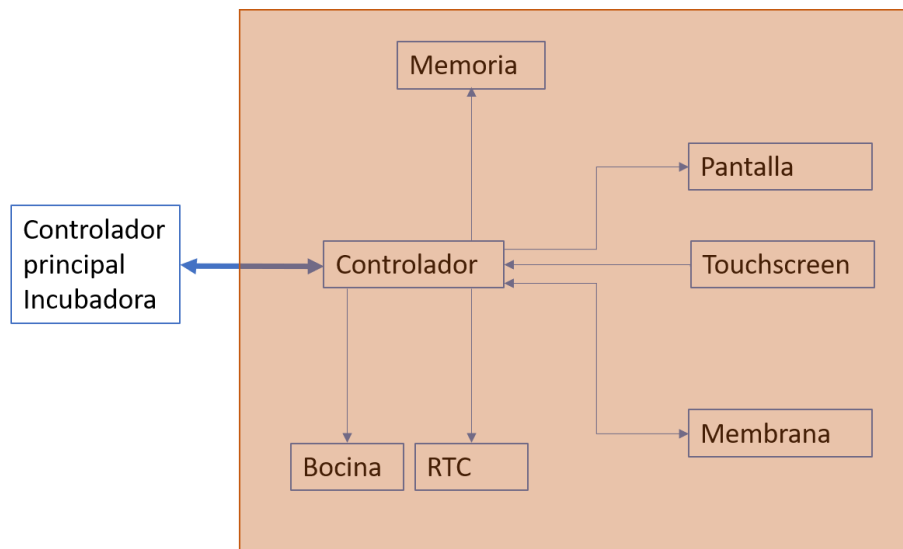 Memoria
Pantalla
Controlador
principal
Incubadora
Controlador
Touchscreen
Membrana
Bocina
RTC